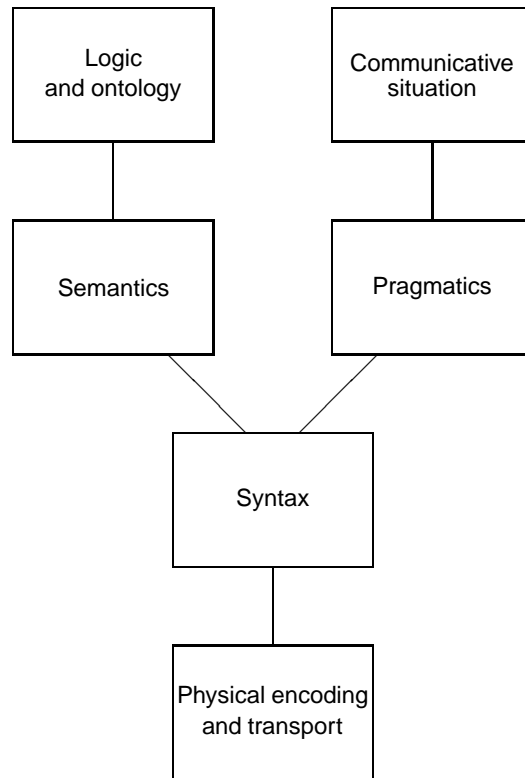 Logic
and ontology
Communicative
situation
Semantics
Pragmatics
Syntax
Physical encoding
and transport